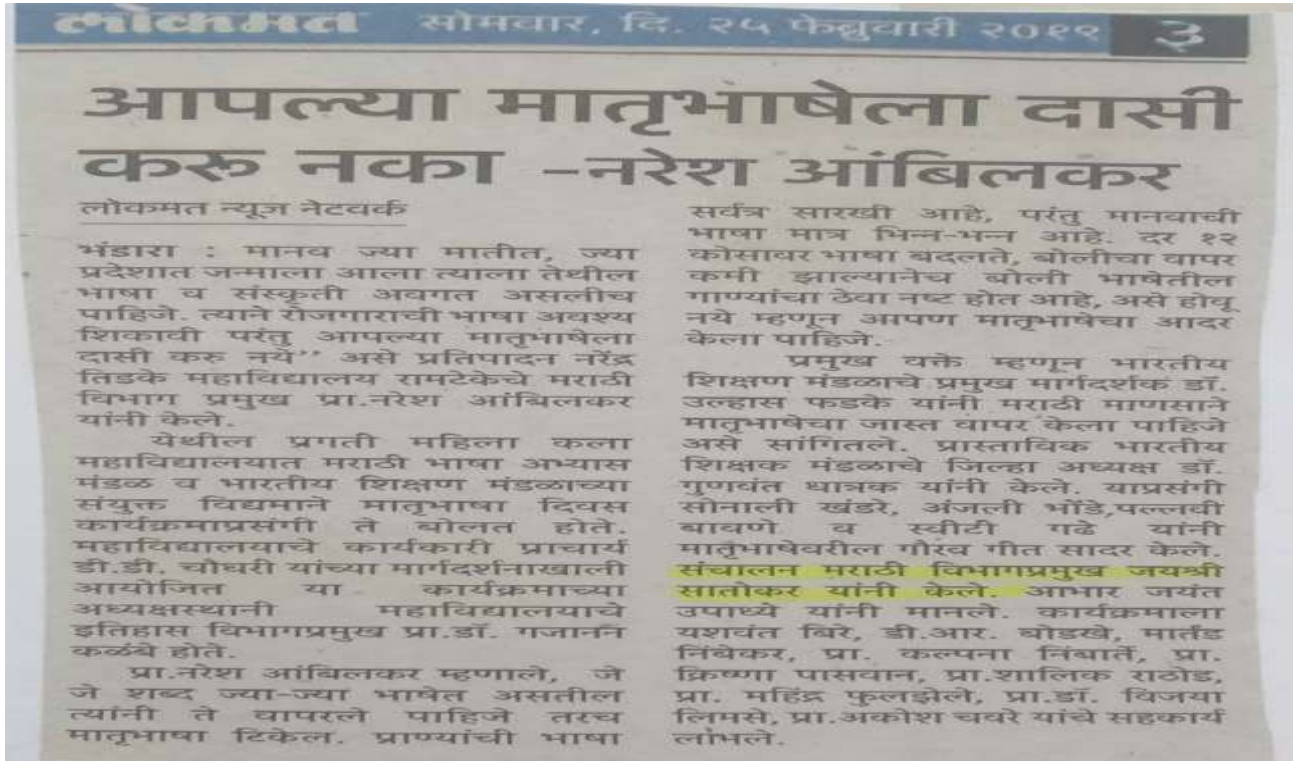 लोकमत सोमवार, दि. २५ फेब्रुवारी २०१९ ३
आपल्या मातृभाषेला दासी
करू नका –नरेश आंबिलकर
लोकमत न्यूज नेटवर्क
भंडारा : मानव ज्या मातीत, ज्या
प्रदेशात जन्माला आला त्याला तेथील
भाषा व संस्कृती अवगत असलीच
पाहिजे. त्याने रोजगाराची भाषा अवश्य
शिकावी परंतु आपल्या मातृभाषेला
दासी करु नये’’ असे प्रतिपादन नरेंद्र
तिडके महाविद्यालय रामटेकेचे मराठी
विभाग प्रमुख प्रा.नरेश आंबिलकर
यांनी केले.
येथील प्रगती महिला कला
महाविद्यालयात मराठी भाषा अभ्यास
मंडळ व भारतीय शिक्षण मंडळाच्या
संयुक्त विद्यमाने मातृभाषा दिवस
कार्यक्रमाप्रसंगी ते बोलत होते.
महाविद्यालयाचे कार्यकारी प्राचार्य
डी.डी. चौधरी यांच्या मार्गदर्शनाखाली
आयोजित या कार्यक्रमाच्या
अध्यक्षस्थानी महाविद्यालयाचे
इतिहास विभागप्रमुख प्रा.डॉ. गजानन
कळंबे होते.
प्रा.नरेश आंबिलकर म्हणाले, जे
जे शब्द ज्या-ज्या भाषेत असतील
त्यांनी ते वापरले पाहिजे तरच
मातृभाषा टिकेल. प्राण्यांची भाषा
सर्वत्र सारखी आहे, परंतु मानवाची
भाषा मात्र भिन्न-भन्न आहे. दर १२
कोसावर भाषा बदलते, बोलीचा वापर
कमी झाल्यानेच बोली भाषेतील
गाण्यांचा ठेवा नष्ट होत आहे, असे होवू
नये म्हणून आपण मातृभाषेचा आदर
केला पाहिजे.
प्रमुख वक्ते म्हणून भारतीय
शिक्षण मंडळाचे प्रमुख मार्गदर्शक डॉ.
उल्हास फडके यांनी मराठी माणसाने
मातृभाषेचा जास्त वापर केला पाहिजे
असे सांगितले. प्रास्ताविक भारतीय
शिक्षक मंडळाचे जिल्हा अध्यक्ष डॉ.
गुणवंत धात्रक यांनी केले. याप्रसंगी
सोनाली खंडरे, अंजली भोंडे,पल्लवी
बावणे व स्वीटी गढे यांनी
मातृभाषेवरील गौरव गीत सादर केले.
संचालन मराठी विभागप्रमुख जयश्री
सातोकर यांनी केले. आभार जयंत
उपाध्ये यांनी मानले. कार्यक्रमाला
यशवंत बिरे, डी.आर. बोडखे, मार्तंड
निंबेकर, प्रा. कल्पना निंबार्ते, प्रा.
क्रिष्णा पासवान, प्रा.शालिक राठोड,
प्रा. महिंद्र फुलझेले, प्रा.डॉ. विजया
लिमसे, प्रा.अकोश चवरे यांचे सहकार्य
लाभले.